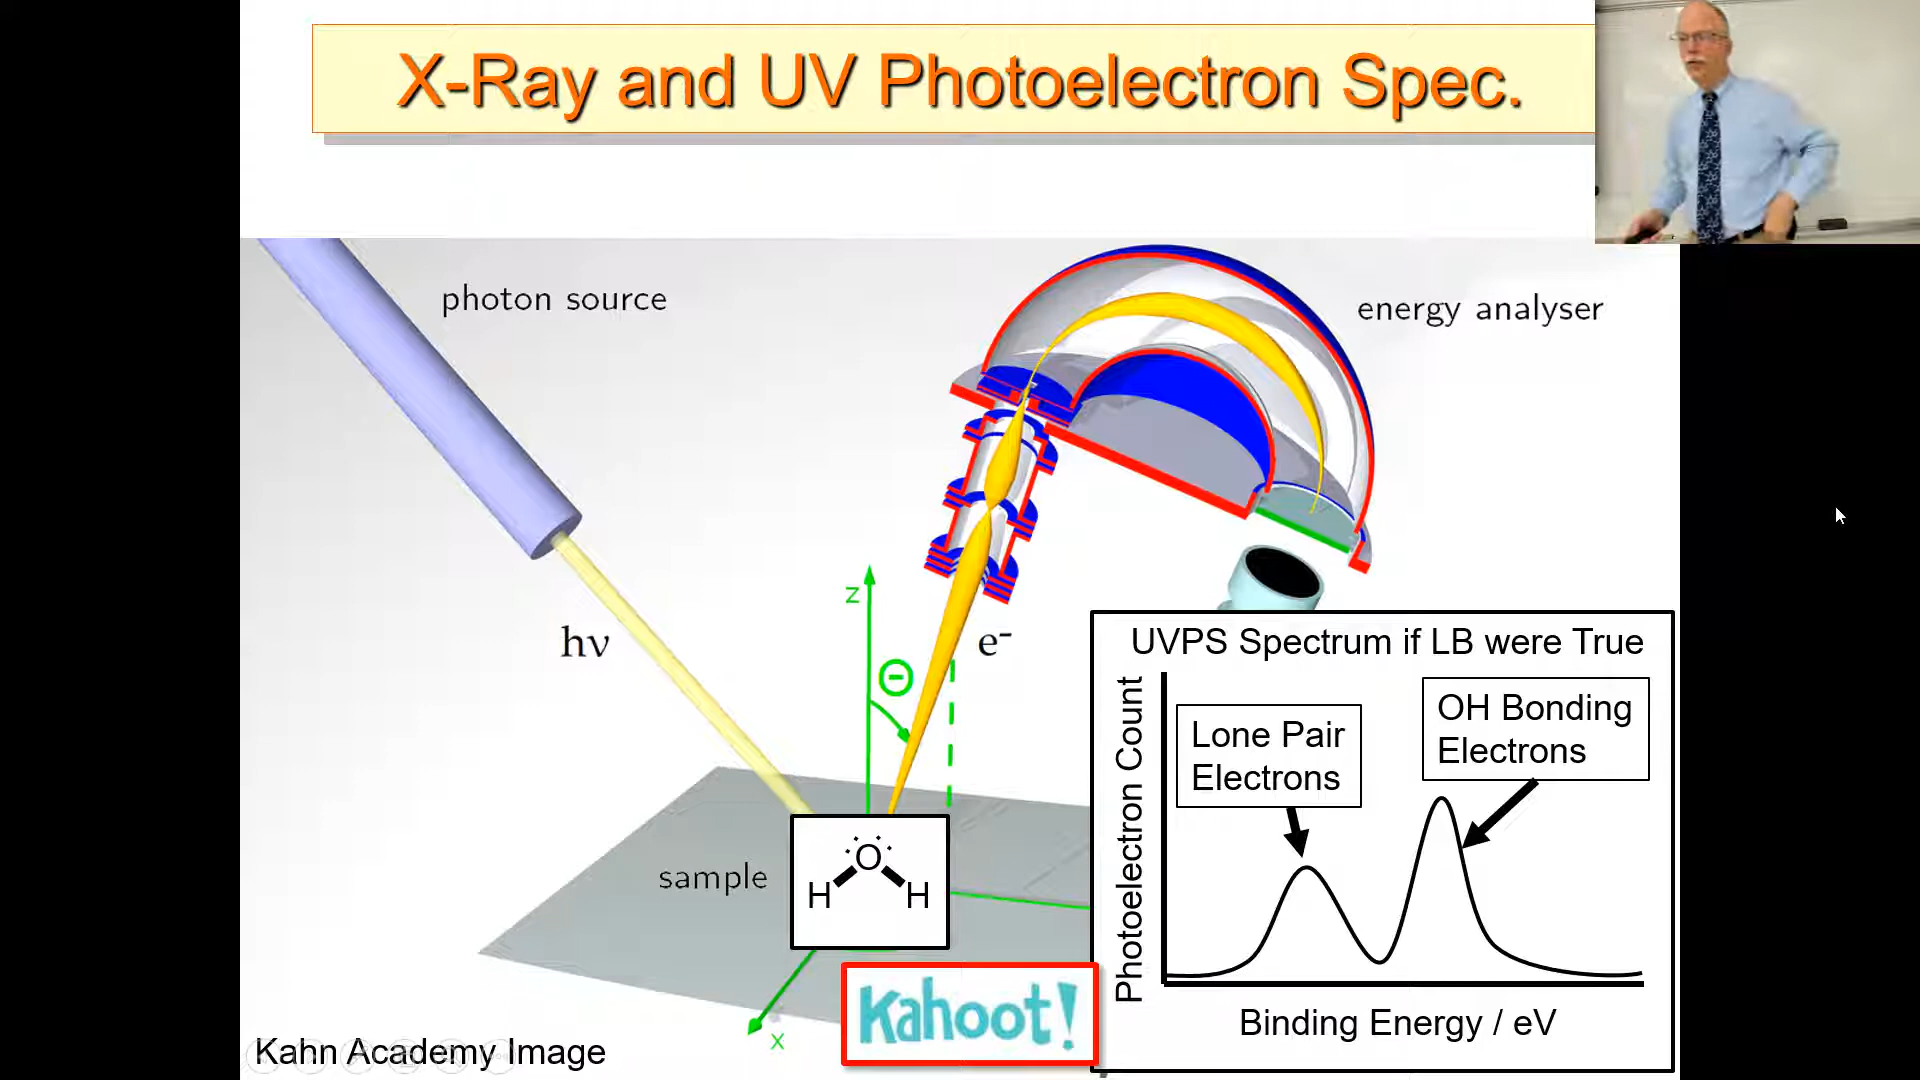 X-Ray and UV Photoelectron Spec.
photon source
energy analyser
hν
z
Θ
e-
sample
H O H
x
Kahoot!
Kahn Academy Image
UVPS Spectrum if LB were True
Photoelectron Count
Lone Pair
Electrons
OH Bonding
Electrons
Binding Energy / eV